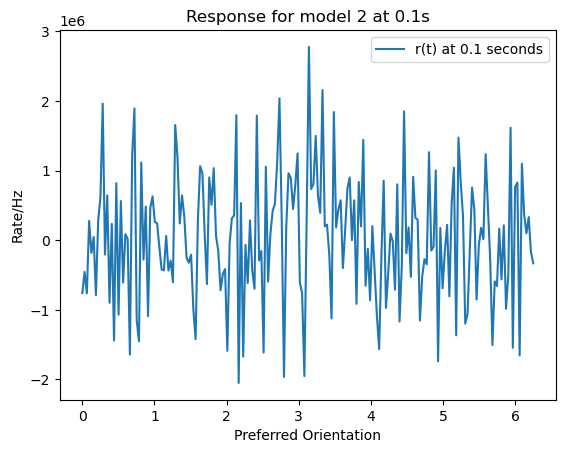 Response for model 2 at 0.1s
1e6
r(t) at 0.1 seconds
3
2
1
0
−1
−2
Rate/Hz
0 1 2 3 4 5 6
Preferred Orientation